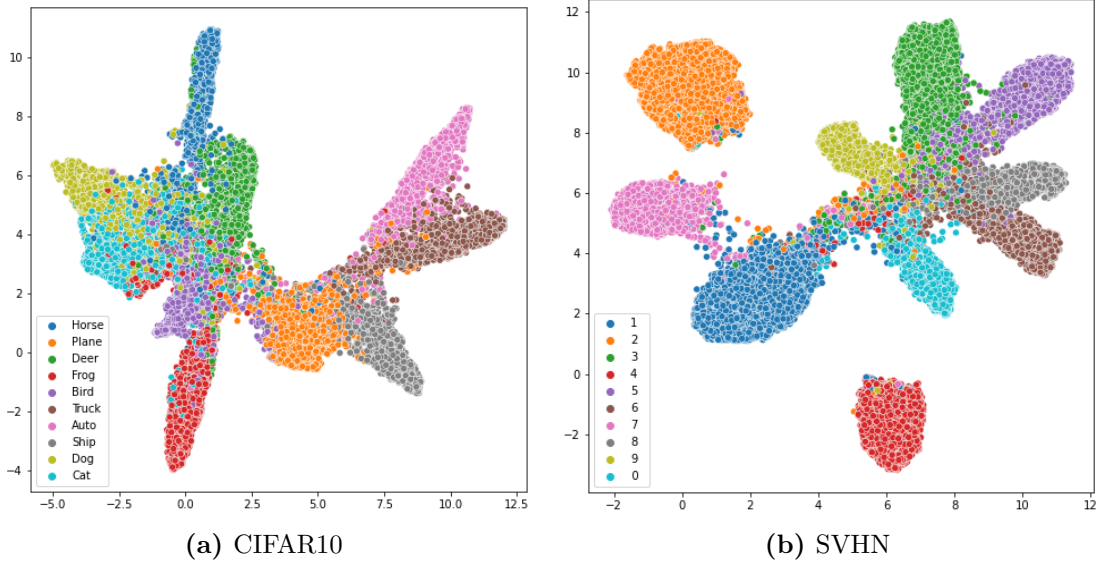 10
8
6
4
2
0
−2
−4
−5.0 −2.5 0.0 2.5 5.0 7.5 10.0 12.5
Horse
Plane
Deer
Frog
Bird
Truck
Auto
Ship
Dog
Cat
(a) CIFAR10
12
10
8
6
4
2
0
−2
−2 0 2 4 6 8 10 12
1
2
3
4
5
6
7
8
9
0
(b) SVHN